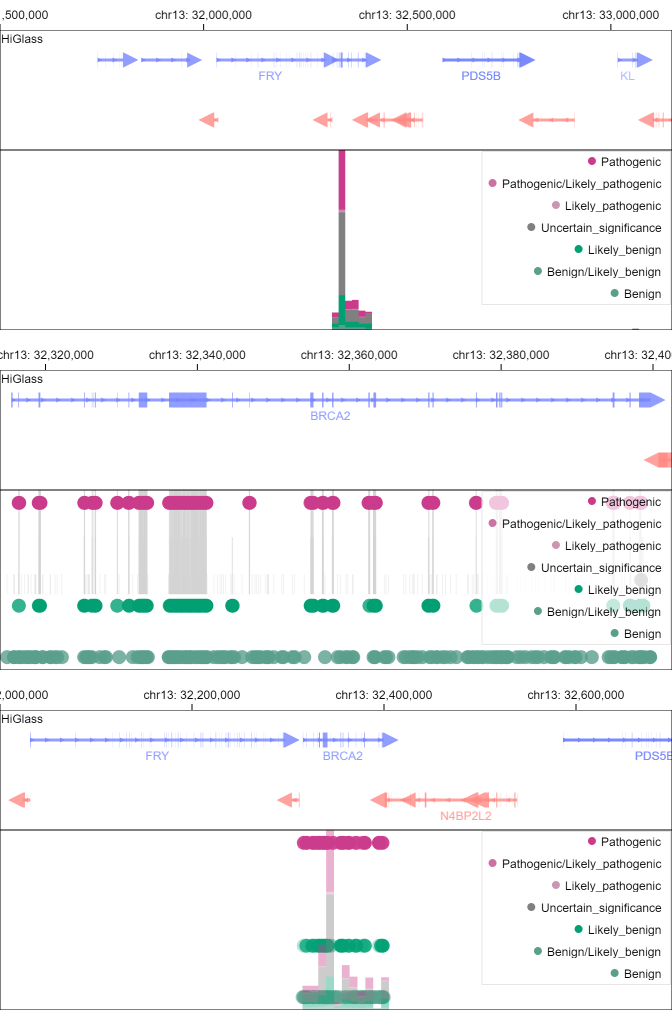 ,500,000 chr13: 32,000,000 chr13: 32,500,000 chr13: 33,000,000
HiGlass
FRY PDS5B KL
Pathogenic
Pathogenic/Likely_pathogenic
Likely_pathogenic
Uncertain_significance
Likely_benign
Benign/Likely_benign
Benign
chr13: 32,320,000 chr13: 32,340,000 chr13: 32,360,000 chr13: 32,380,000 chr13: 32,40
HiGlass
BRCA2
Pathogenic
Pathogenic/Likely_pathogenic
Likely_pathogenic
Uncertain_significance
Likely_benign
Benign/Likely_benign
Benign
2,000,000 chr13: 32,200,000 chr13: 32,400,000 chr13: 32,600,000
HiGlass
FRY BRCA2 PDS5B
N4BP2L2
Pathogenic
Pathogenic/Likely_pathogenic
Likely_pathogenic
Uncertain_significance
Likely_benign
Benign/Likely_benign
Benign